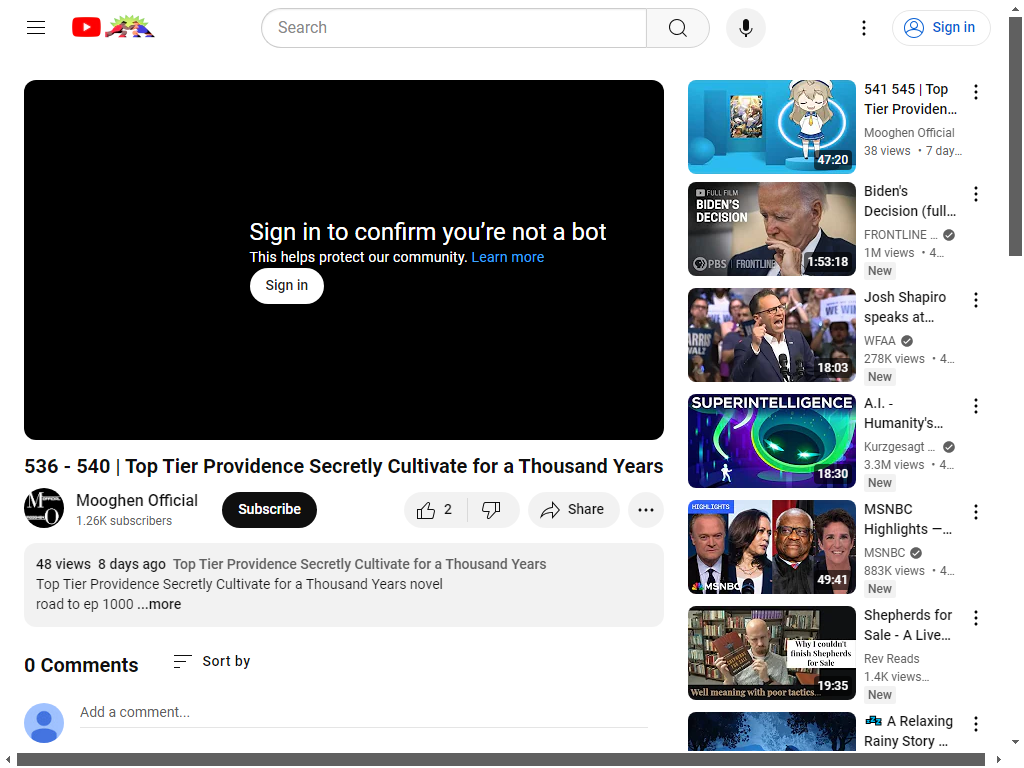 Search
Sign in
Sign in to confirm you’re not a bot
This helps protect our community. Learn more
Sign in
536 - 540 | Top Tier Providence Secretly Cultivate for a Thousand Years
Mooghen Official
1.26K subscribers
Subscribe
2
Share
48 views 8 days ago Top Tier Providence Secretly Cultivate for a Thousand Years
Top Tier Providence Secretly Cultivate for a Thousand Years novel
road to ep 1000 ...more
0 Comments
Sort by
Add a comment...
47:20
541 545 | Top
Tier Providen...
Mooghen Official
38 views • 7 day...
FULL FILM
BIDEN'S
DECISION
PBS | FRONTLINE
1:53:18
Biden's
Decision (full...
FRONTLINE ...
1M views • 4...
New
18:03
Josh Shapiro
speaks at...
WFAA
278K views • 4...
New
SUPERINTELLIGENCE
18:30
A.I. -
Humanity's...
Kurzgesagt ...
3.3M views • 4...
New
HIGHLIGHTS
MSNBC
49:41
MSNBC
Highlights —...
MSNBC
883K views • 4...
New
Why I couldn't
finish Shepherds
for Sale
Well meaning with poor tactics...
19:35
Shepherds for
Sale - A Live...
Rev Reads
1.4K views...
New
A Relaxing
Rainy Story ...